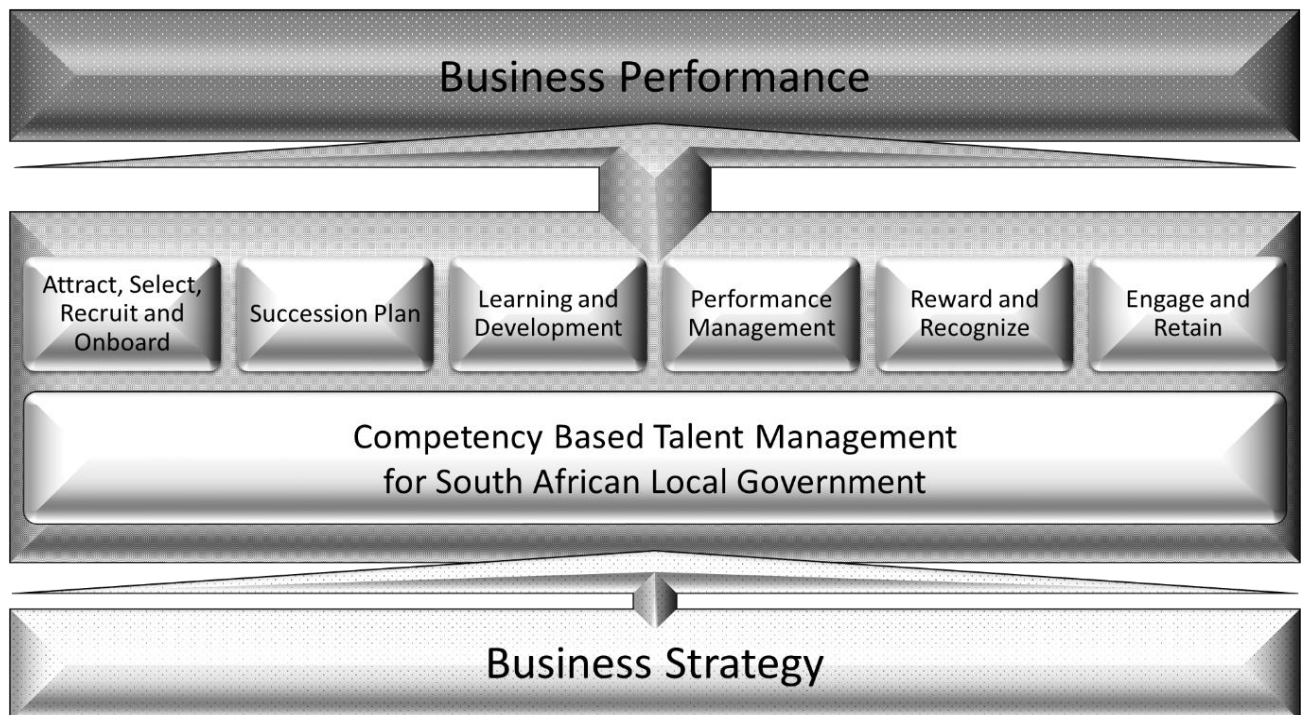 Business Performance
Attract, Select,
Recruit and
Onboard
Succession Plan
Learning and
Development
Performance
Management
Reward and
Recognize
Engage and
Retain
Competency Based Talent Management
for South African Local Government
Business Strategy